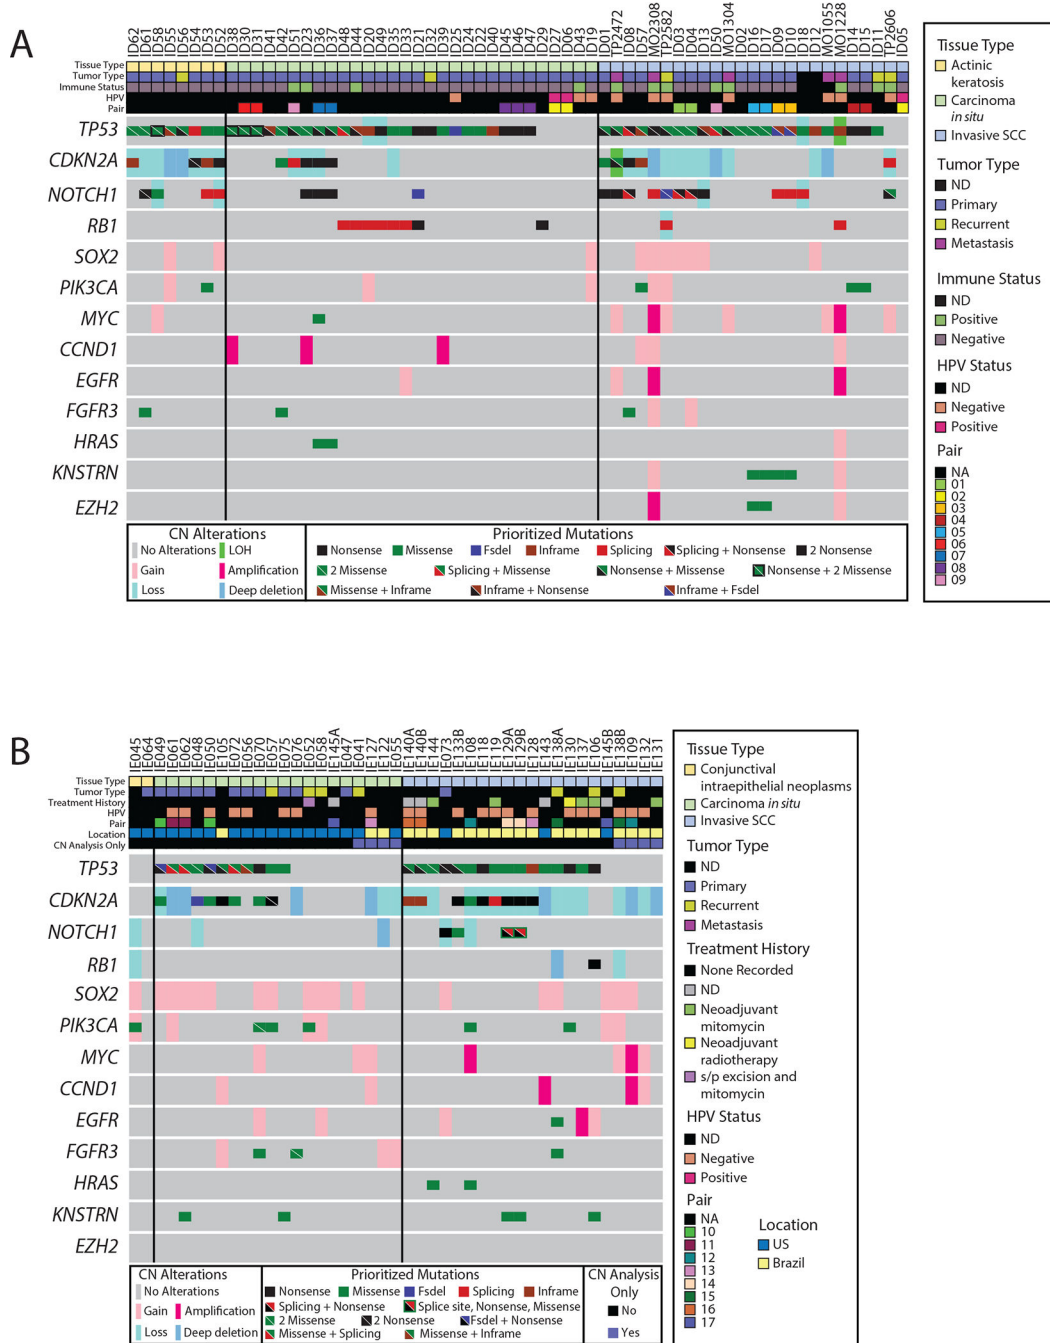 A
ID62 ID61 ID58 ID55 ID56 ID54 ID53 ID52 ID38 ID30 ID31 ID41 ID42 ID51 ID23 ID36 ID37 ID48 ID44 ID20 ID49 ID35 ID33 ID21 ID32 ID39 ID25 ID24 ID22 ID40 ID45 ID46 ID47 ID29 ID27 ID06 ID43 ID19 ID01 TP2472 ID08 ID57 MO2308 TP2582 ID03 ID04 ID13 ID50 MO1304 ID02 ID16 ID17 ID09 ID10 ID18 ID12 MO1055 MO1228 ID14 ID15 ID11 TP2606 ID05
Tissue Type
Tumor Type
Immune Status
HPV
Pair
TP53
CDKN2A
NOTCH1
RB1
SOX2
PIK3CA
MYC
CCND1
EGFR
FGFR3
HRAS
KNSTRN
EZH2
CN Alterations
No Alterations LOH
Gain Amplification
Loss Deep deletion
Prioritized Mutations
Nonsense Missense Fsdel Inframe Splicing Splicing + Nonsense 2 Nonsense
2 Missense Splicing + Missense Nonsense + Missense Nonsense + 2 Missense
Missense + Inframe Inframe + Nonsense Inframe + Fsdel
Tissue Type
Actinic
keratosis
Carcinoma
in situ
Invasive SCC
Tumor Type
ND
Primary
Recurrent
Metastasis
Immune Status
ND
Positive
Negative
HPV Status
ND
Negative
Positive
Pair
NA
01
02
03
04
05
06
07
08
09
B
IE045 IE064 IE049 IE061 IE062 IE048 IE050 IE105 IE072 IE056 IE070 IE057 IE075 IE076 IE052 IE058 IE145A IE047 IE041 IE127 IE122 IE055 IE140A IE140B IE144 IE073 IE133B IE108 IE118 IE119 IE129A IE129B IE128 IE143 IE138A IE130 IE137 IE106 IE145B IE138B IE109 IE132 IE131
Tissue Type
Tumor Type
Treatment History
HPV
Pair
Location
CN Analysis Only
TP53
CDKN2A
NOTCH1
RB1
SOX2
PIK3CA
MYC
CCND1
EGFR
FGFR3
HRAS
KNSTRN
EZH2
CN Alterations
No Alterations
Gain Amplification
Loss Deep deletion
Prioritized Mutations
Nonsense Missense Fsdel Splicing Inframe
Splicing + Nonsense Splice site, Nonsense, Missense
2 Missense 2 Nonsense Fsdel + Nonsense
Missense + Splicing Missense + Inframe
CN Analysis
Only
No
Yes
Tissue Type
Conjunctival
intraepithelial neoplasms
Carcinoma in situ
Invasive SCC
Tumor Type
ND
Primary
Recurrent
Metastasis
Treatment History
None Recorded
ND
Neoadjuvant
mitomycin
Neoadjuvant
radiotherapy
s/p excision and
mitomycin
HPV Status
ND
Negative
Positive
Pair
NA
10
11
12
13
14
15
16
17
Location
US
Brazil